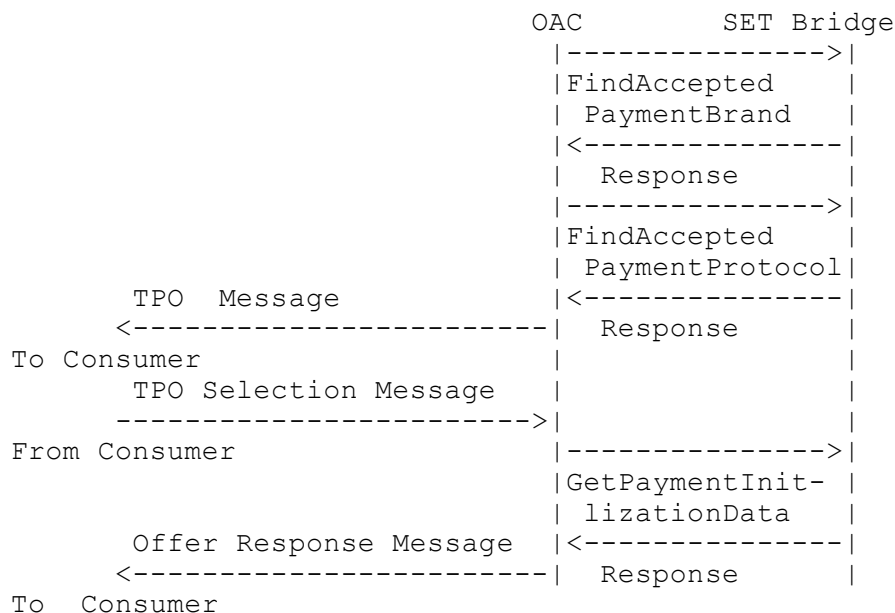 OAC SET Bridge
|--------------->|
|FindAccepted |
| PaymentBrand |
|<---------------|
| Response |
|--------------->|
|FindAccepted |
| PaymentProtocol|
TPO Message |<---------------|
<------------------------| Response |
To Consumer | |
TPO Selection Message | |
------------------------>| |
From Consumer |--------------->|
|GetPaymentInit- |
| lizationData |
Offer Response Message |<---------------|
<------------------------| Response |
To Consumer